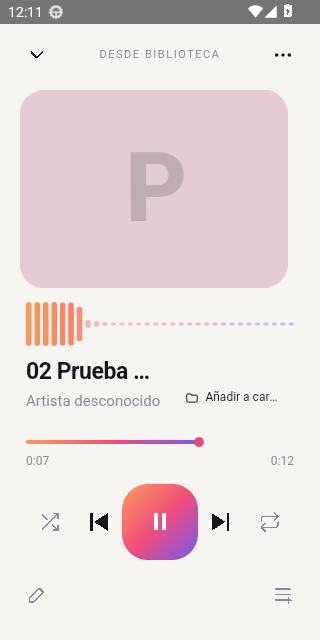 12:11
DESDE BIBLIOTECA
P
02 Prueba ...
Artista desconocido
Añadir a car...
0:07
0:12